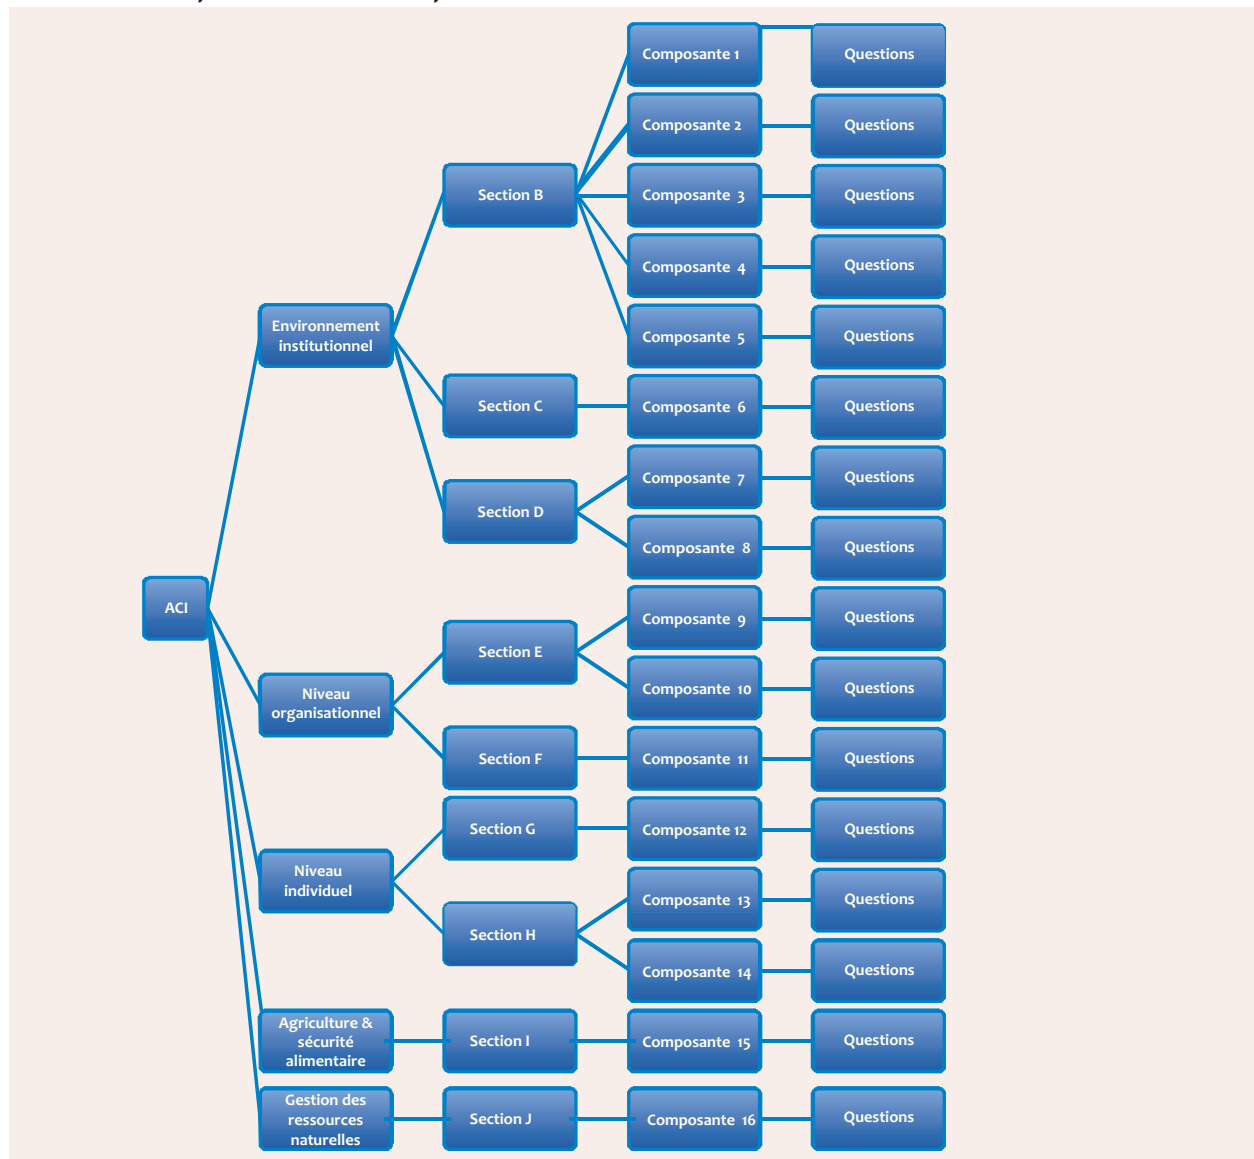 Composante 1
Questions
Composante 2
Questions
Section B
Composante 3
Questions
Composante 4
Questions
Environnement
institutionnel
Composante 5
Questions
Section C
Composante 6
Questions
Composante 7
Questions
Section D
Composante 8
Questions
ACI
Composante 9
Questions
Section E
Composante 10
Questions
Niveau
organisationnel
Section F
Composante 11
Questions
Section G
Composante 12
Questions
Niveau
individuel
Composante 13
Questions
Section H
Composante 14
Questions
Agriculture &
sécurité
alimentaire
Section I
Composante 15
Questions
Gestion des
ressources
naturelles
Section J
Composante 16
Questions